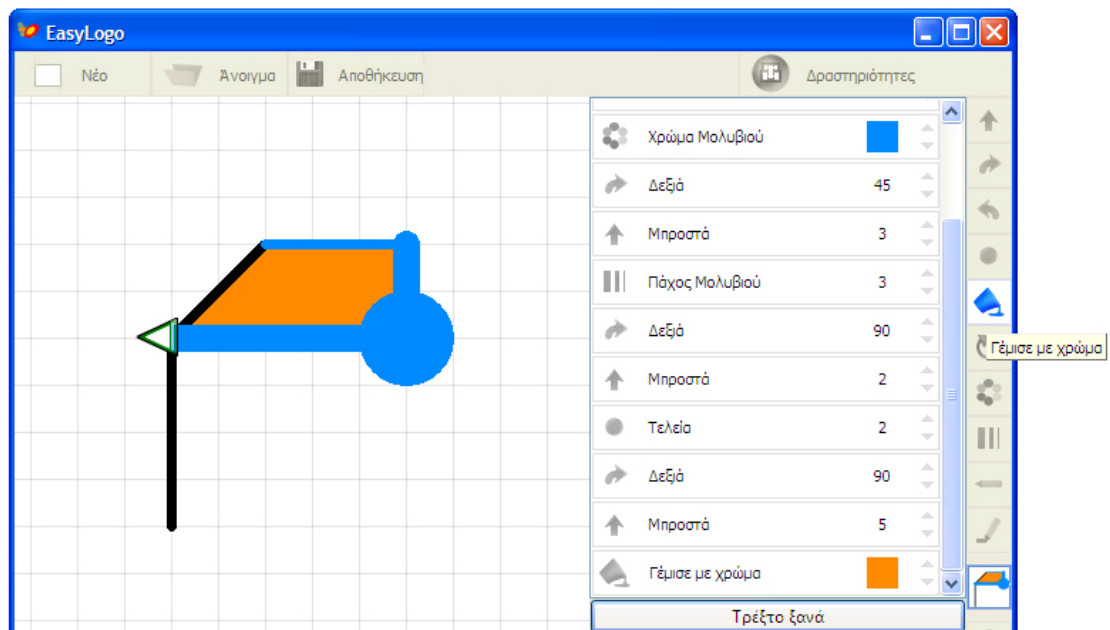 EasyLogo
Νέο Άνοιγμα Αποθήκευση Δραστηριότητες
Χρώμα Μολυβιού
Δεξιά 45
Μπροστά 3
Πάχος Μολυβιού 3
Δεξιά 90
Γέμισε με χρώμα
Μπροστά 2
Τελεία 2
Δεξιά 90
Μπροστά 5
Γέμισε με χρώμα
Τρέξτο ξανά